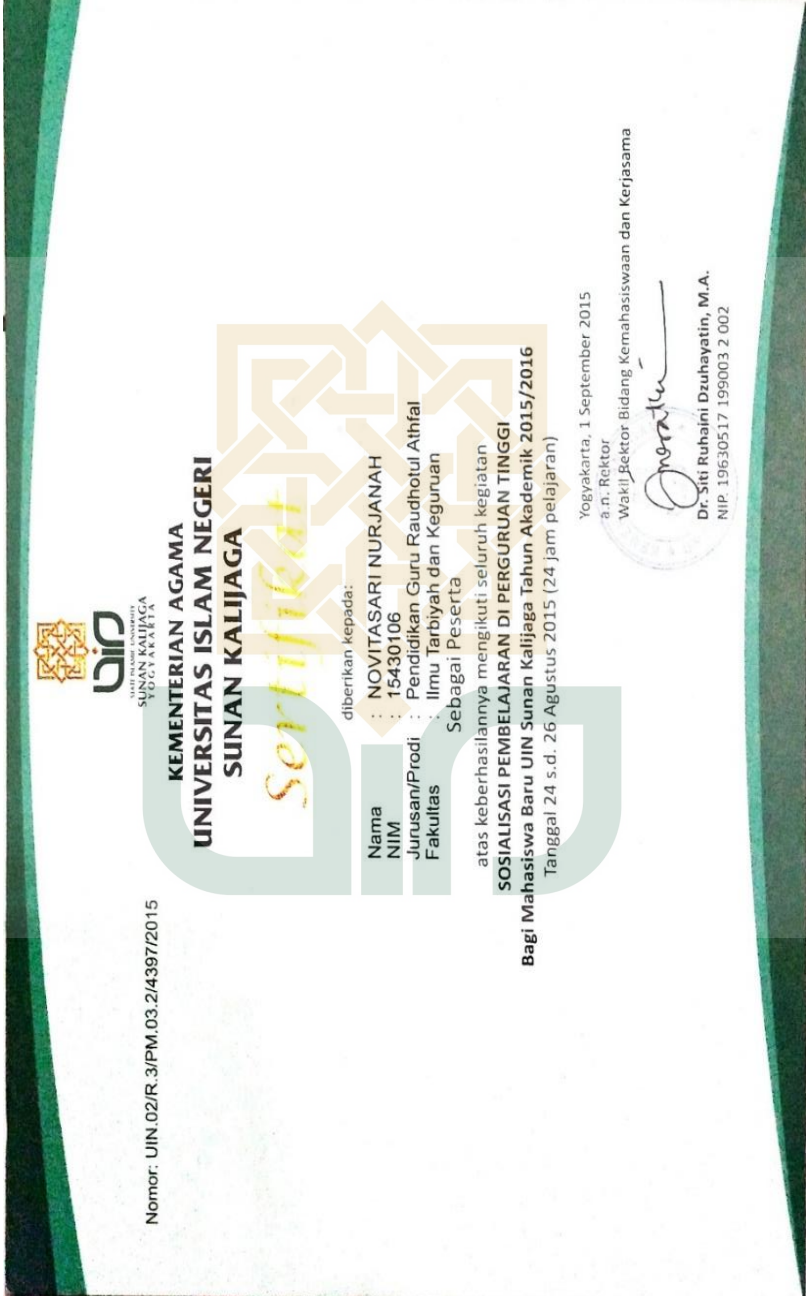 Nomor: UIN.02/R.3/PM.03.2/4397/2015
uin
STATE ISLAMIC UNIVERSITY
SUNAN KALIJAGA
YOGYAKARTA
KEMENTERIAN AGAMA
UNIVERSITAS ISLAM NEGERI
SUNAN KALIJAGA
Sertifikat
diberikan kepada:
Nama : NOVITASARI NURJANAH
NIM : 15430106
Jurusan/Prodi : Pendidikan Guru Raudhotul Athfal
Fakultas : Ilmu Tarbiyah dan Keguruan
Sebagai Peserta
atas keberhasilannya mengikuti seluruh kegiatan
SOSIALISASI PEMBELAJARAN DI PERGURUAN TINGGI
Bagi Mahasiswa Baru UIN Sunan Kalijaga Tahun Akademik 2015/2016
Tanggal 24 s.d. 26 Agustus 2015 (24 jam pelajaran)
Yogyakarta, 1 September 2015
a.n. Rektor
Wakil Rektor Bidang Kemahasiswaan dan Kerjasama
Dr. Siti Ruhaini Dzuhayatin, M.A.
NIP. 19630517 199003 2 002